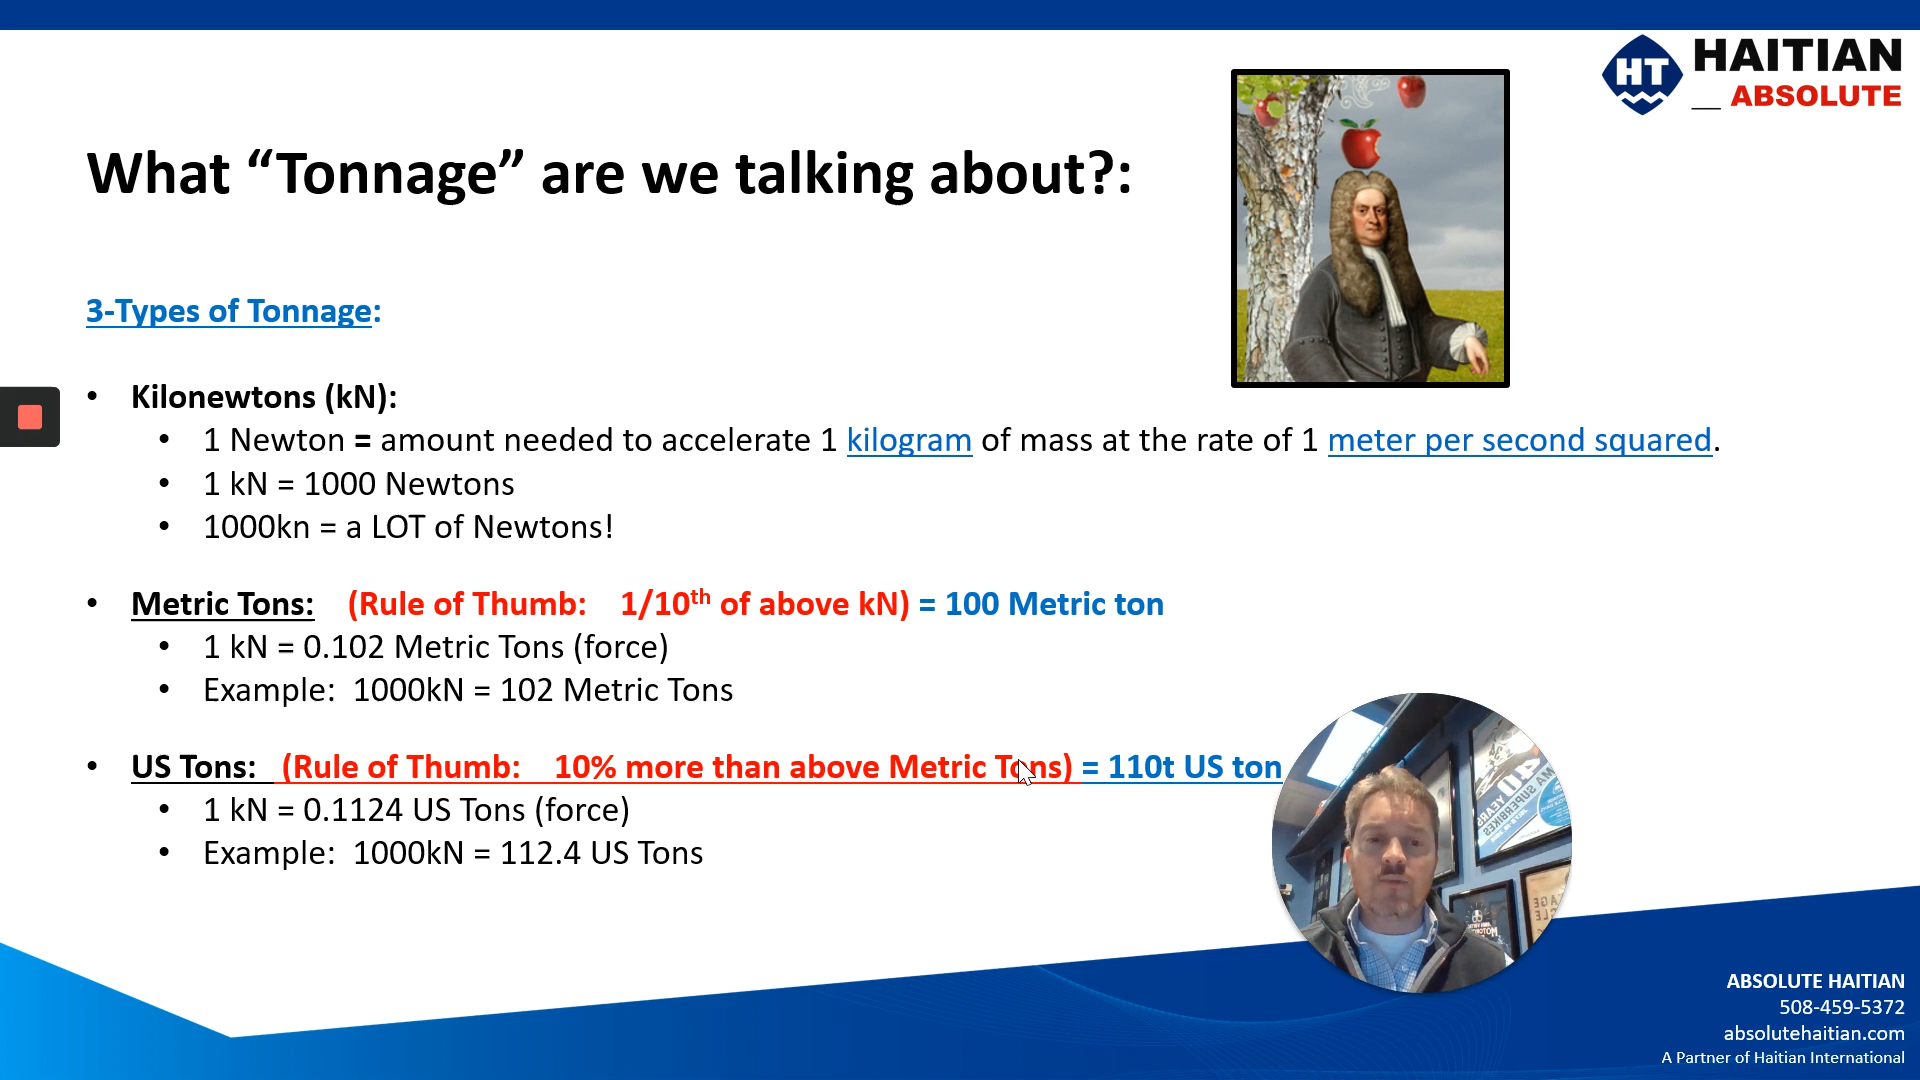 HT HAITIAN
ABSOLUTE
What “Tonnage” are we talking about?:
3-Types of Tonnage:
• Kilonewtons (kN):
• 1 Newton = amount needed to accelerate 1 kilogram of mass at the rate of 1 meter per second squared.
• 1 kN = 1000 Newtons
• 1000kn = a LOT of Newtons!
• Metric Tons: (Rule of Thumb: 1/10th of above kN) = 100 Metric ton
• 1 kN = 0.102 Metric Tons (force)
• Example: 1000kN = 102 Metric Tons
• US Tons: (Rule of Thumb: 10% more than above Metric Tons) = 110t US ton
• 1 kN = 0.1124 US Tons (force)
• Example: 1000kN = 112.4 US Tons
ABSOLUTE HAITIAN
508-459-5372
absolutehaitian.com
A Partner of Haitian International